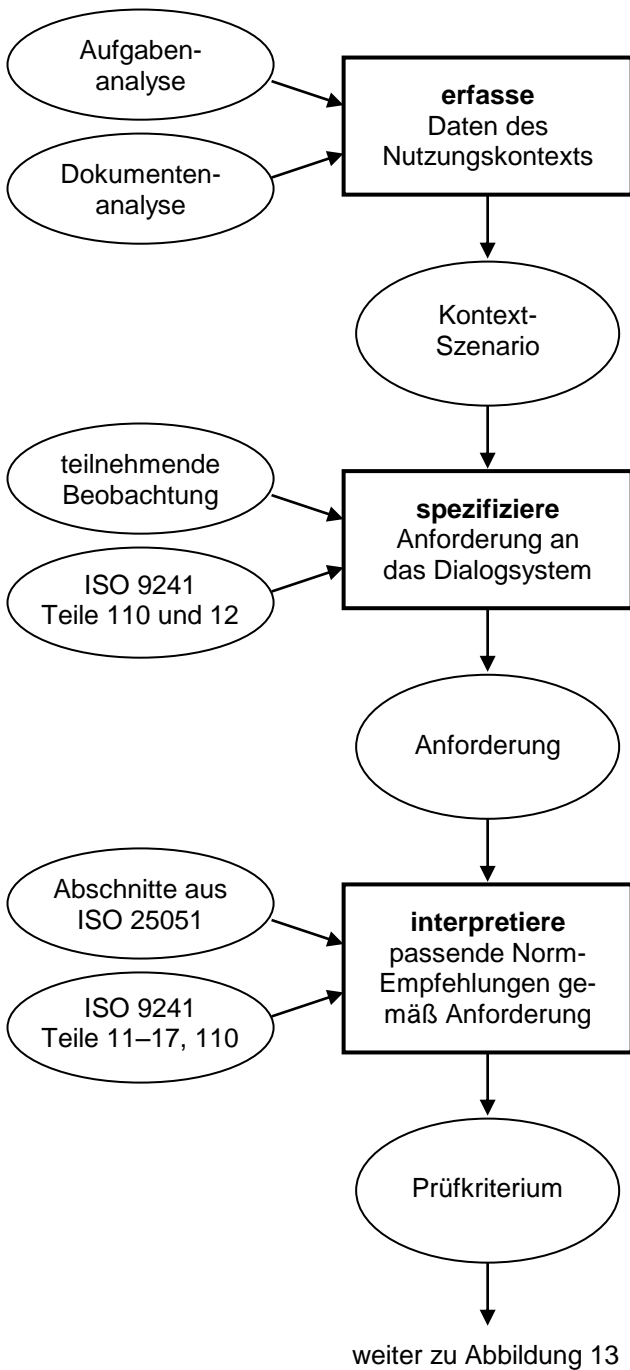 Aufgaben-
analyse
erfasse
Daten des
Nutzungskontexts
Dokumenten-
analyse
Kontext-
Szenario
teilnehmende
Beobachtung
spezifiziere
Anforderung an
das Dialogsystem
ISO 9241
Teile 110 und 12
Anforderung
Abschnitte aus
ISO 25051
interpretiere
passende Norm-
Empfehlungen ge-
mäß Anforderung
ISO 9241
Teile 11–17, 110
Prüfkriterium
weiter zu Abbildung 13